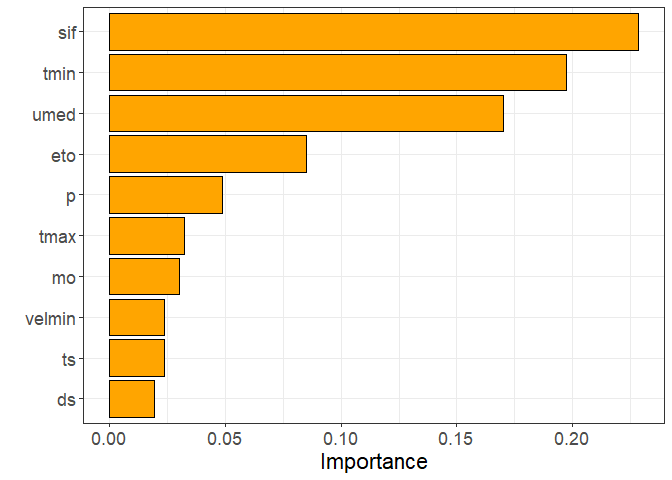 sif
tmin
umed
eto
p
tmax
mo
velmin
ts
ds
0.00 0.05 0.10 0.15 0.20
Importance